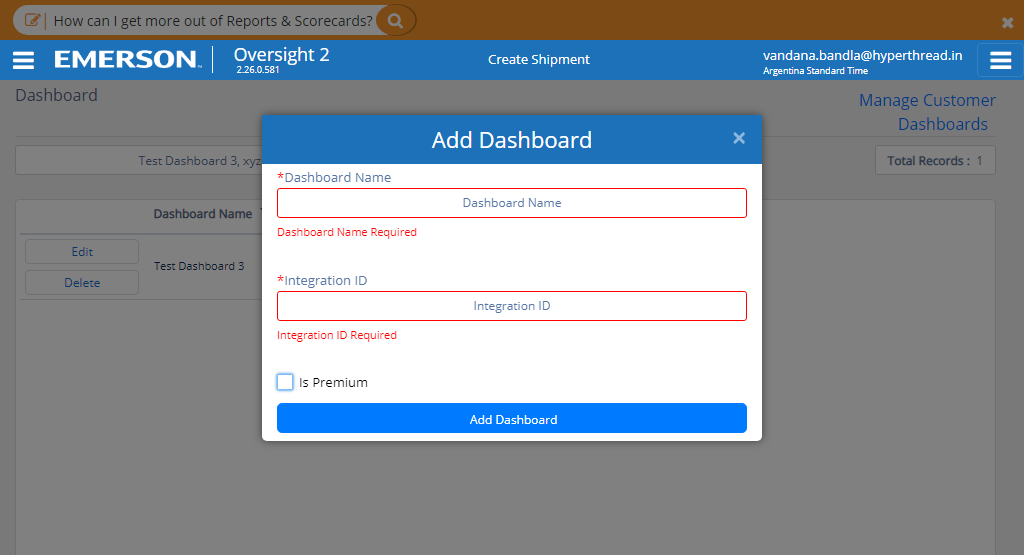 How can I get more out of Reports & Scorecards?
EMERSON™
Oversight 2
2.26.0.581
Create Shipment
vandana.bandla@hyperthread.in
Argentina Standard Time
Dashboard
Manage Customer
Dashboards
Test Dashboard 3, xyz
Total Records : 1
Dashboard Name
Edit
Delete
Test Dashboard 3
Add Dashboard
×
*Dashboard Name
Dashboard Name
Dashboard Name Required
*Integration ID
Integration ID
Integration ID Required
Is Premium
Add Dashboard